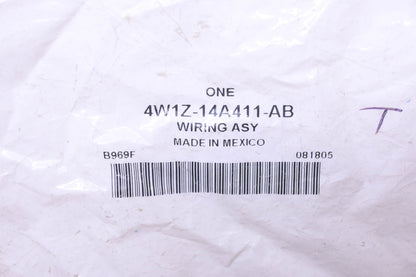 ONE
4W1Z-14A411-AB
WIRING ASY
MADE IN MEXICO
B969F 081805
T